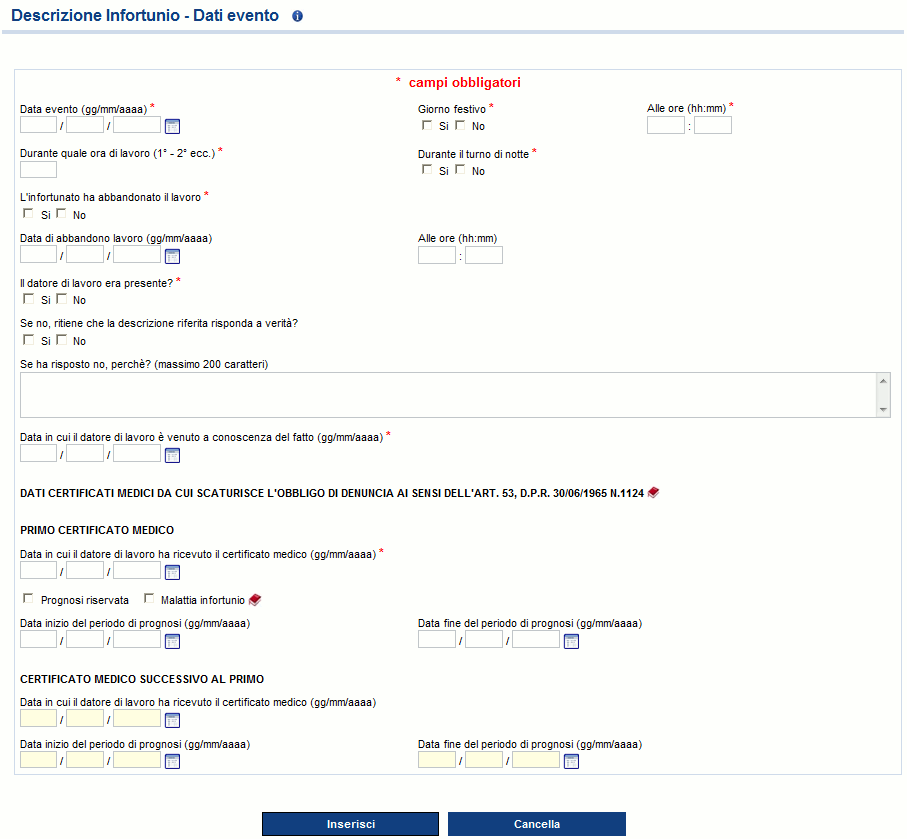 Descrizione Infortunio - Dati evento
* campi obbligatori
Data evento (gg/mm/aaaa) * Giorno festivo * Alle ore (hh:mm) *
/ / Si No :
Durante quale ora di lavoro (1° - 2° ecc.) * Durante il turno di notte *
Si No
L'infortunato ha abbandonato il lavoro *
Si No
Data di abbandono lavoro (gg/mm/aaaa) Alle ore (hh:mm)
/ / :
Il datore di lavoro era presente? *
Si No
Se no, ritiene che la descrizione riferita risponda a verità?
Si No
Se ha risposto no, perchè? (massimo 200 caratteri)
Data in cui il datore di lavoro è venuto a conoscenza del fatto (gg/mm/aaaa) *
/ /
DATI CERTIFICATI MEDICI DA CUI SCATURISCE L'OBBLIGO DI DENUNCIA AI SENSI DELL'ART. 53, D.P.R. 30/06/1965 N.1124
PRIMO CERTIFICATO MEDICO
Data in cui il datore di lavoro ha ricevuto il certificato medico (gg/mm/aaaa) *
/ /
Prognosi riservata Malattia infortunio
Data inizio del periodo di prognosi (gg/mm/aaaa) Data fine del periodo di prognosi (gg/mm/aaaa)
/ / / /
CERTIFICATO MEDICO SUCCESSIVO AL PRIMO
Data in cui il datore di lavoro ha ricevuto il certificato medico (gg/mm/aaaa)
/ /
Data inizio del periodo di prognosi (gg/mm/aaaa) Data fine del periodo di prognosi (gg/mm/aaaa)
/ / / /
Inserisci Cancella